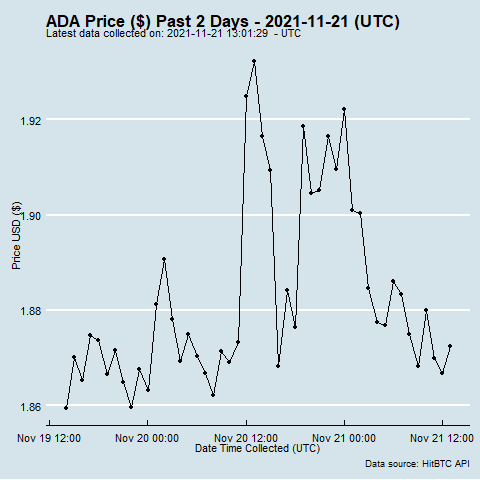 ADA Price ($) Past 2 Days - 2021-11-21 (UTC)
Latest data collected on: 2021-11-21 13:01:29 - UTC
Price USD ($)
1.92
1.90
1.88
1.86
Nov 19 12:00 Nov 20 00:00 Nov 20 12:00 Nov 21 00:00 Nov 21 12:00
Date Time Collected (UTC)
Data source: HitBTC API